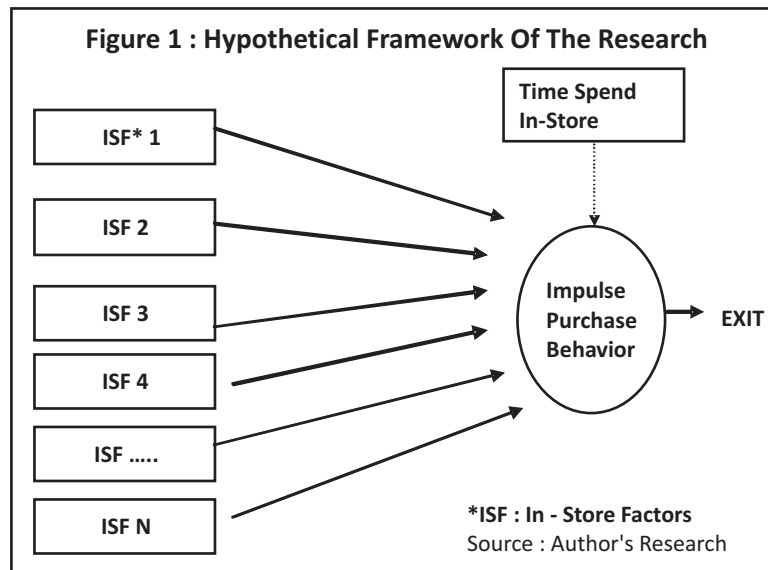 Figure 1 : Hypothetical Framework Of The Research
Time Spend
In-Store
ISF* 1
ISF 2
ISF 3
ISF 4
ISF .....
ISF N
Impulse
Purchase
Behavior
EXIT
*ISF : In - Store Factors
Source : Author's Research